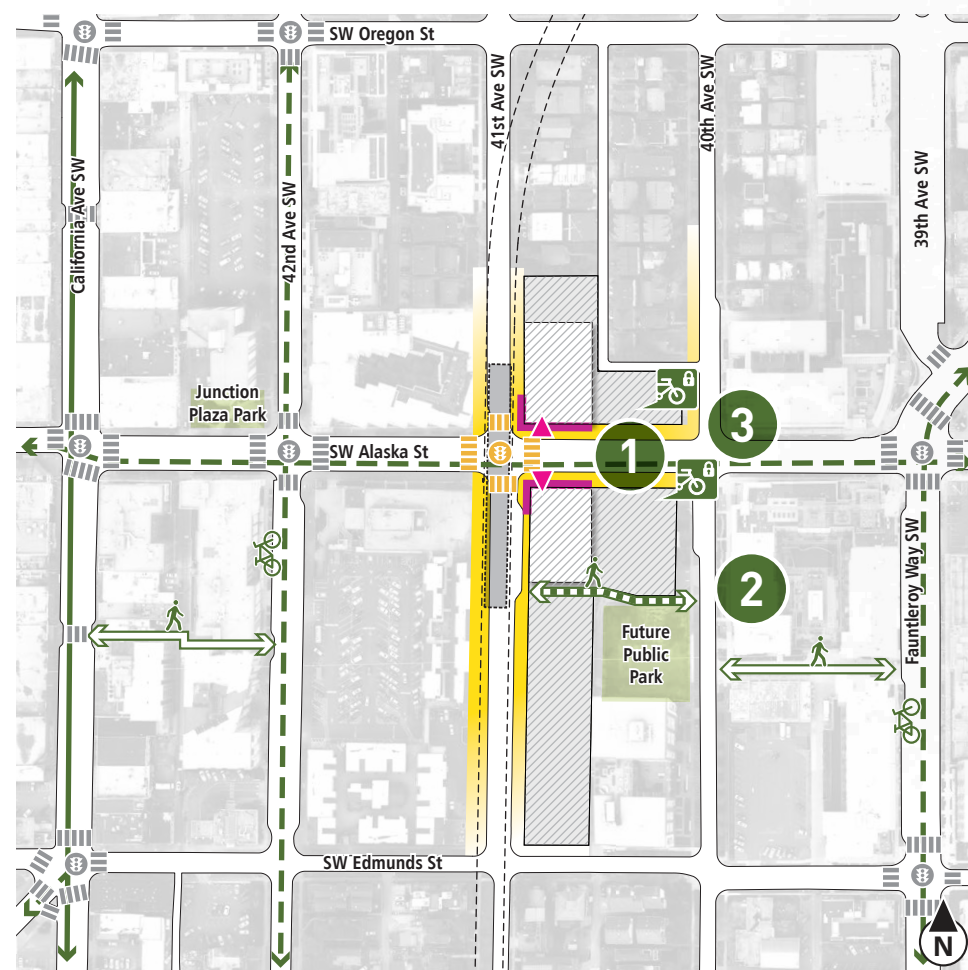 SW Oregon St
41st Ave SW
40th Ave SW
39th Ave SW
California Ave SW
42nd Ave SW
Junction
Plaza Park
SW Alaska St
1
3
2
Future
Public
Park
Fauntleroy Way SW
SW Edmunds St
N